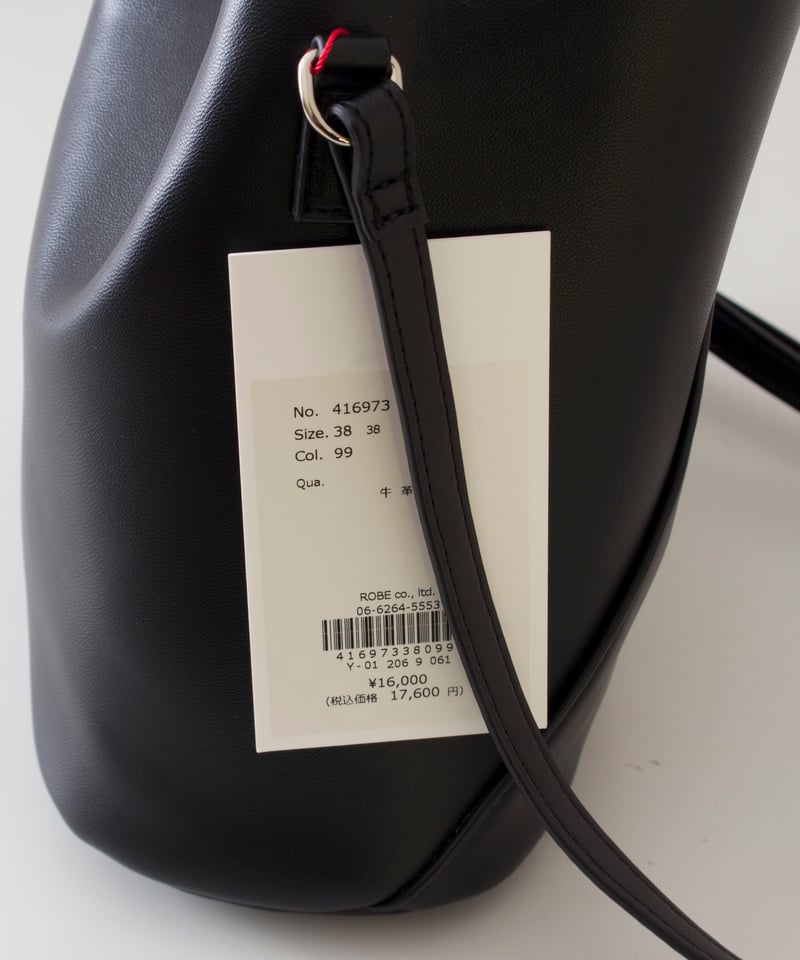 No. 416973
Size. 38 38
Col. 99
Qua.
牛 革
ROBE co., ltd.
06-6264-5553
41697338099
Y-01 206 9 061
¥16,000
(税込価格 17,600 円)